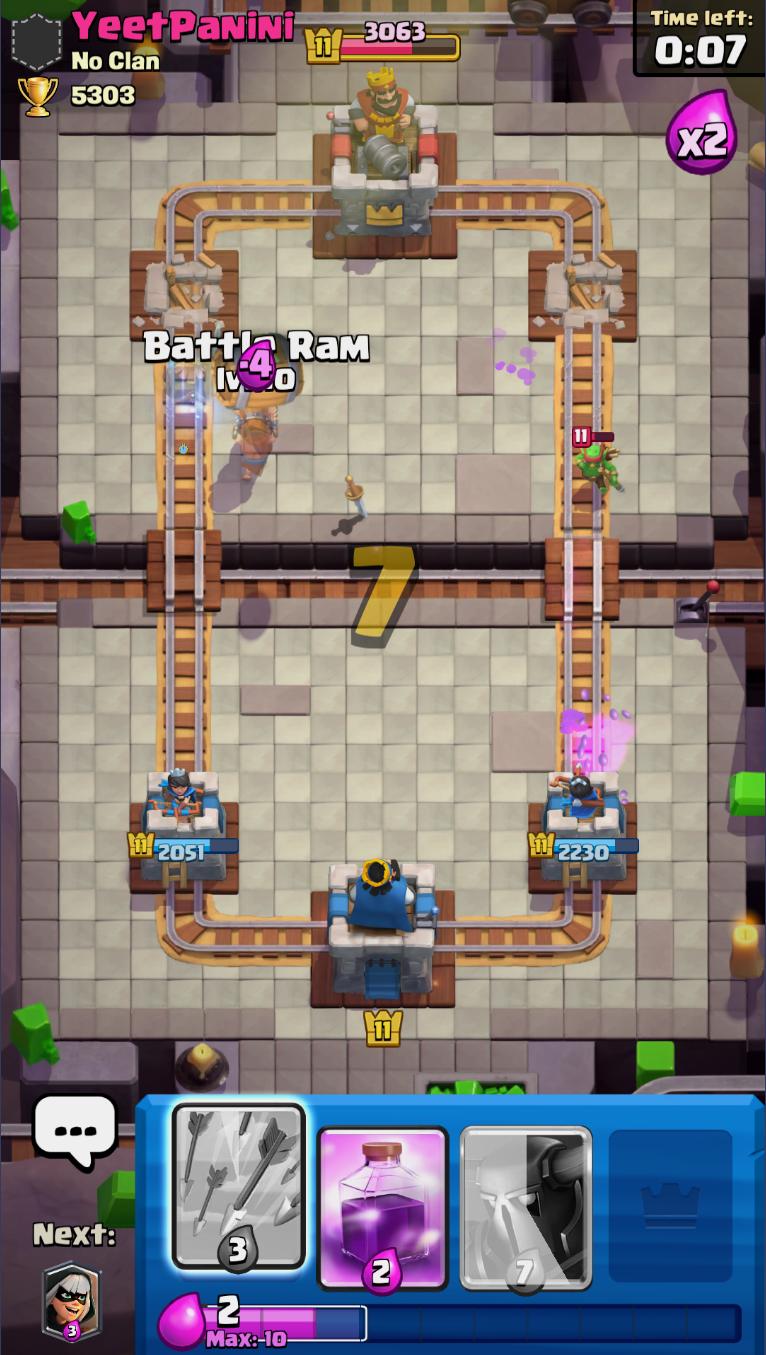 YeetPanini
No Clan
5303
11
3063
Time left:
0:07
x2
Battle Ram
-4
11
7
11
2051
11
2230
11
...
3
2
7
Next:
3
2
Max: 10